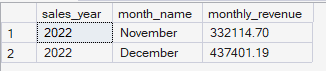 sales_year month_name monthly_revenue
1 2022 November 332114.70
2 2022 December 437401.19